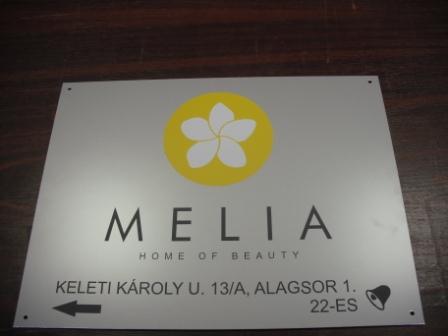 MELIA
HOME OF BEAUTY
KELETI KÁROLY U. 13/A, ALAGSOR 1.
22-ES